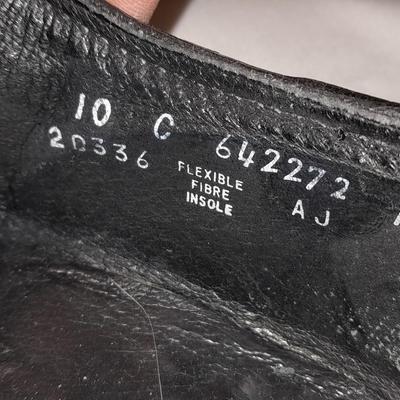 10 C 642272
20336
FLEXIBLE
FIBRE
INSOLE
AJ